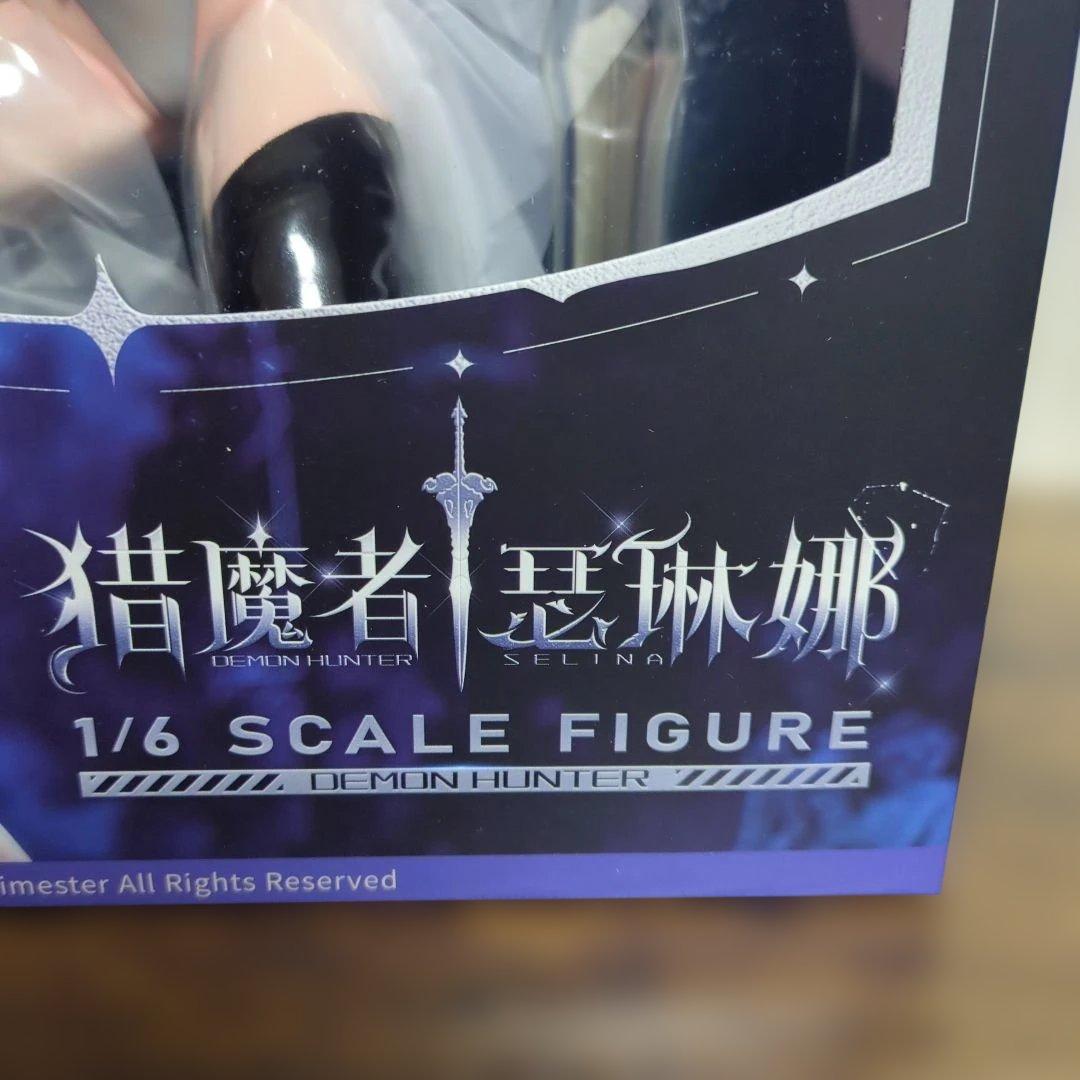 猎魔者 瑟琳娜
DEMON HUNTER SELINA
1/6 SCALE FIGURE
DEMON HUNTER
imester All Rights Reserved